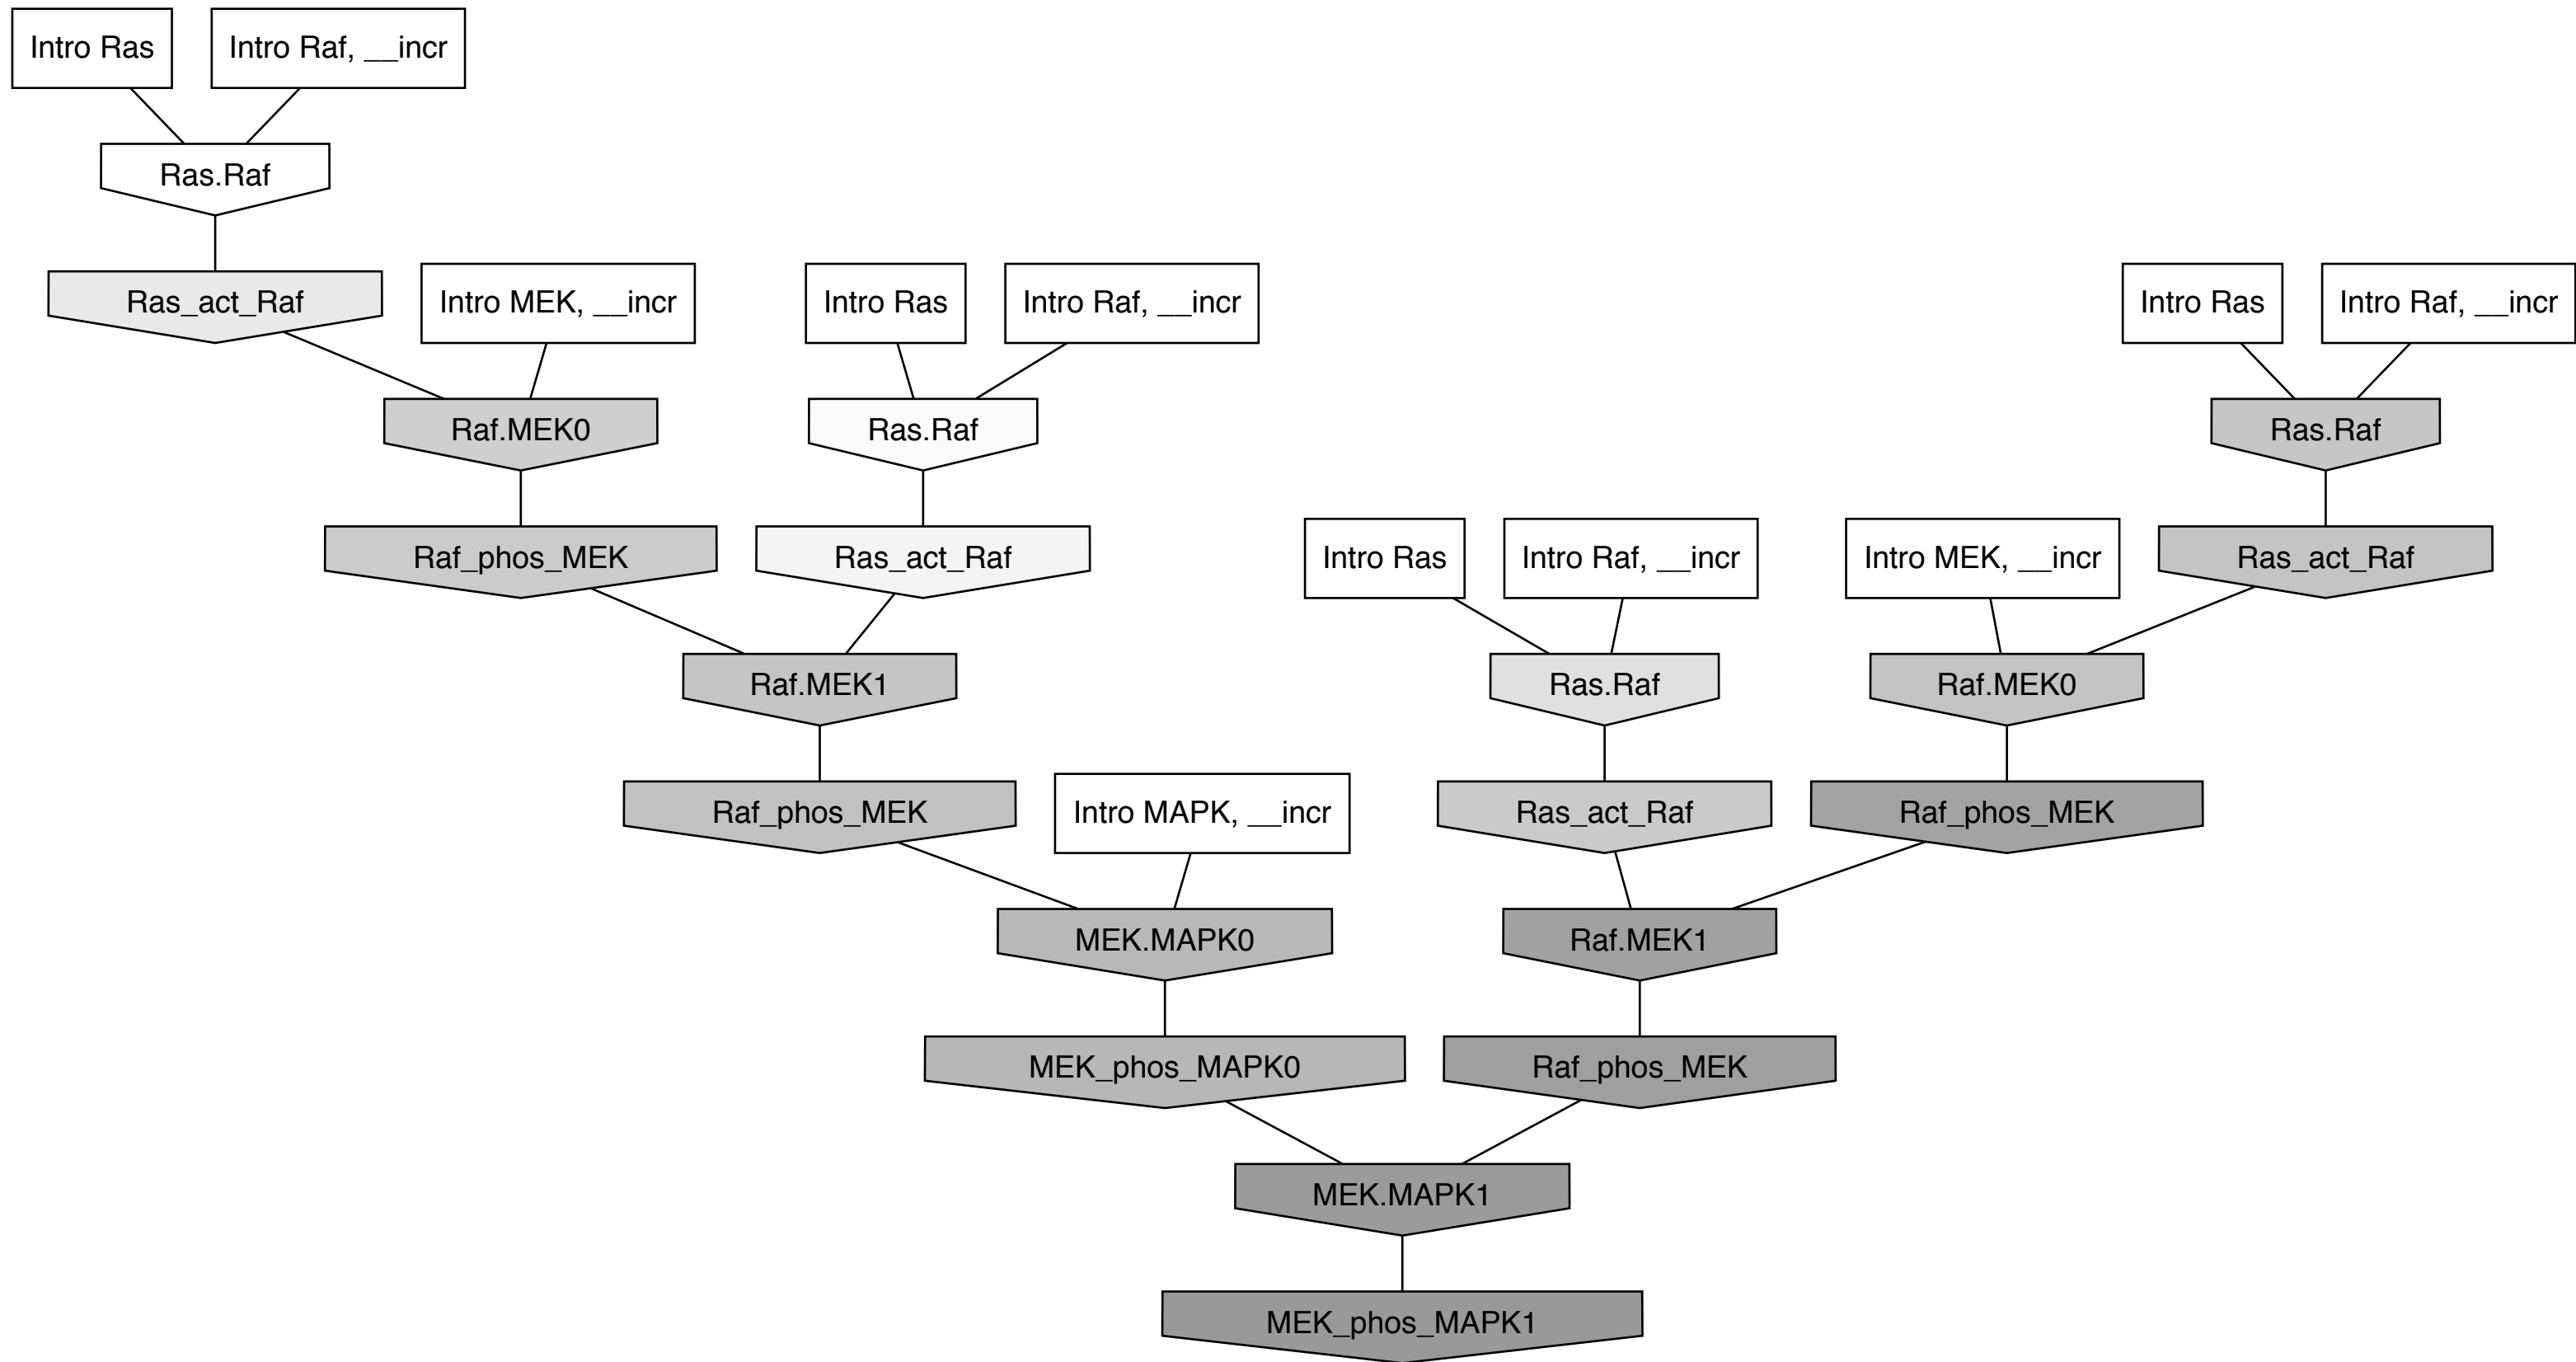 Intro Ras
Intro Raf, __incr
Ras.Raf
Ras_act_Raf
Intro MEK, __incr
Intro Ras
Intro Raf, __incr
Intro Ras
Intro Raf, __incr
Raf.MEK0
Ras.Raf
Ras.Raf
Raf_phos_MEK
Ras_act_Raf
Intro Ras
Intro Raf, __incr
Intro MEK, __incr
Ras_act_Raf
Raf.MEK1
Ras.Raf
Raf.MEK0
Raf_phos_MEK
Intro MAPK, __incr
Ras_act_Raf
Raf_phos_MEK
MEK.MAPK0
Raf.MEK1
MEK_phos_MAPK0
Raf_phos_MEK
MEK.MAPK1
MEK_phos_MAPK1